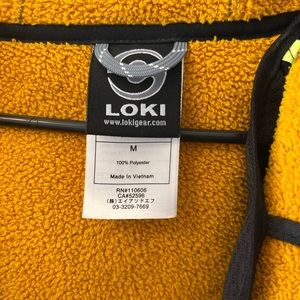 LOKI
www.lokigear.com
M
100% Polyester
Made In Vietnam
RN#110606
CA#52596
(株)エイアンドエフ
03-3209-7669